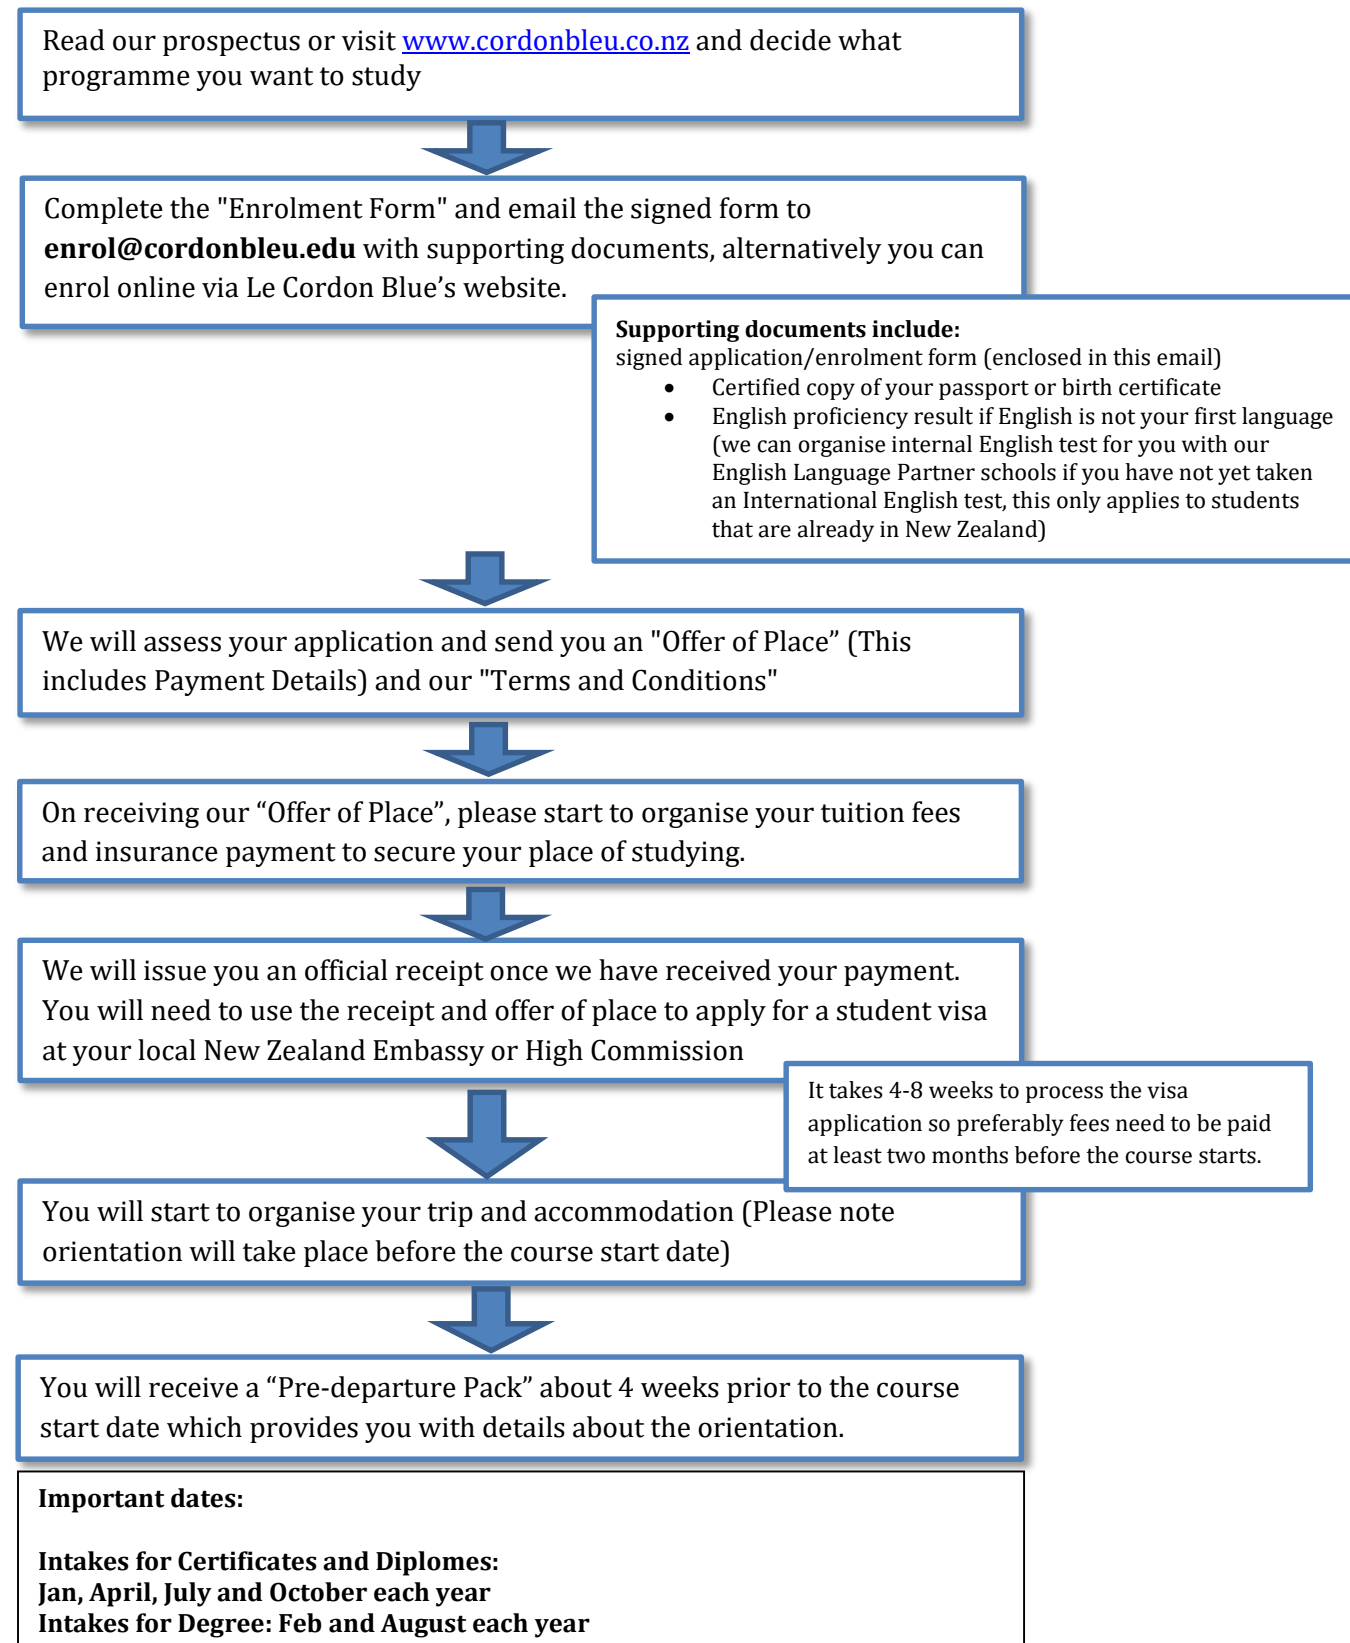 Read our prospectus or visit www.cordonbleu.co.nz and decide what
programme you want to study
Complete the "Enrolment Form" and email the signed form to
enrol@cordonbleu.edu with supporting documents, alternatively you can
enrol online via Le Cordon Blue’s website.
Supporting documents include:
signed application/enrolment form (enclosed in this email)
• Certified copy of your passport or birth certificate
• English proficiency result if English is not your first language
(we can organise internal English test for you with our
English Language Partner schools if you have not yet taken
an International English test, this only applies to students
that are already in New Zealand)
We will assess your application and send you an "Offer of Place” (This
includes Payment Details) and our "Terms and Conditions"
On receiving our “Offer of Place”, please start to organise your tuition fees
and insurance payment to secure your place of studying.
We will issue you an official receipt once we have received your payment.
You will need to use the receipt and offer of place to apply for a student visa
at your local New Zealand Embassy or High Commission
It takes 4-8 weeks to process the visa
application so preferably fees need to be paid
at least two months before the course starts.
You will start to organise your trip and accommodation (Please note
orientation will take place before the course start date)
You will receive a “Pre-departure Pack” about 4 weeks prior to the course
start date which provides you with details about the orientation.
Important dates:
Intakes for Certificates and Diplomes:
Jan, April, July and October each year
Intakes for Degree: Feb and August each year